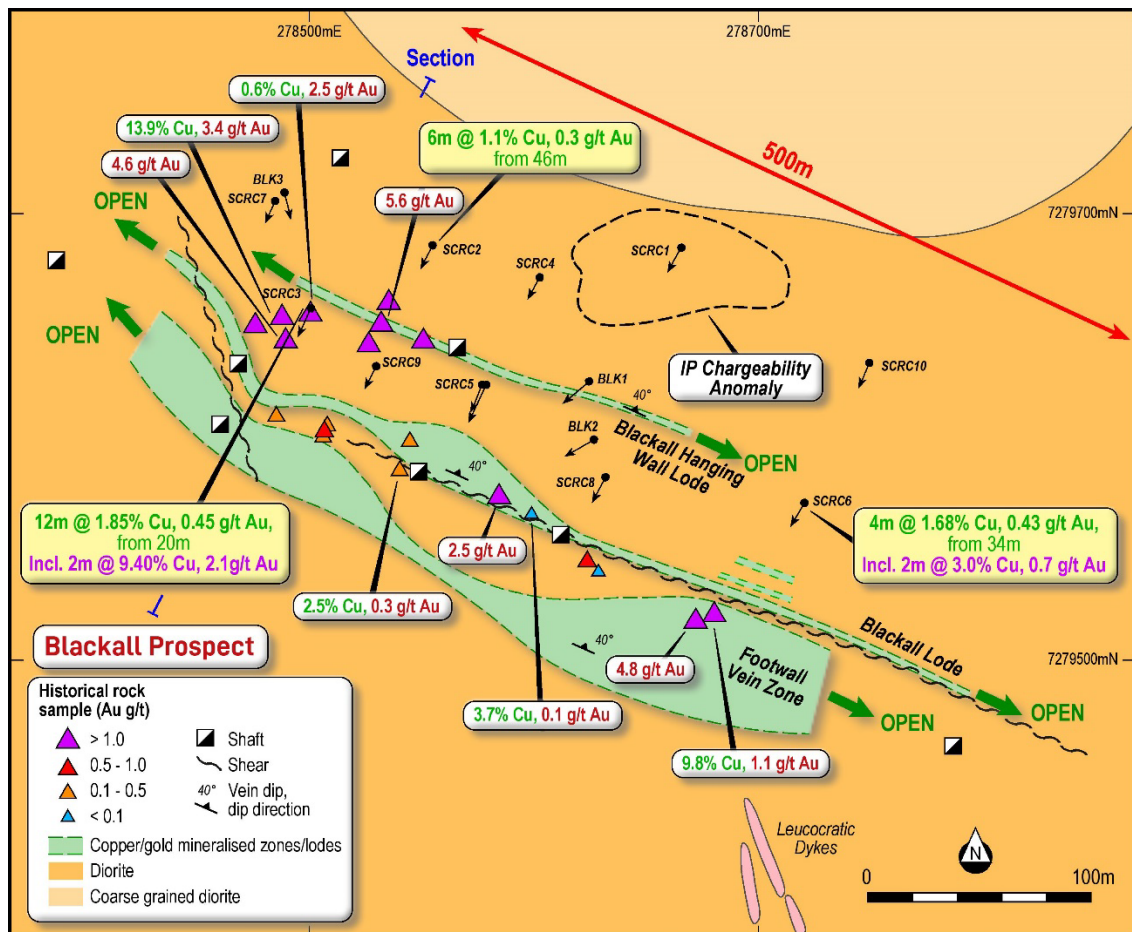 278500mE
278700mE
Section
0.6% Cu, 2.5 g/t Au
13.9% Cu, 3.4 g/t Au
4.6 g/t Au
6m @ 1.1% Cu, 0.3 g/t Au
from 46m
500m
BLK3
SCRC7
OPEN
5.6 g/t Au
7279700mN
SCRC2
SCRC4
SCRC1
SCRC3
OPEN
IP Chargeability
Anomaly
SCRC9
SCRC5
BLK1
SCRC10
40°
BLK2
Blackall Hanging
Wall Lode
OPEN
40°
SCRC8
SCRC6
12m @ 1.85% Cu, 0.45 g/t Au,
from 20m
Incl. 2m @ 9.40% Cu, 2.1g/t Au
2.5 g/t Au
4m @ 1.68% Cu, 0.43 g/t Au,
from 34m
Incl. 2m @ 3.0% Cu, 0.7 g/t Au
2.5% Cu, 0.3 g/t Au
Blackall Prospect
40°
4.8 g/t Au
Footwall
Vein Zone
Blackall Lode
7279500mN
OPEN
OPEN
3.7% Cu, 0.1 g/t Au
9.8% Cu, 1.1 g/t Au
Historical rock
sample (Au g/t)
> 1.0
0.5 - 1.0
0.1 - 0.5
< 0.1
Shaft
Shear
40° Vein dip,
dip direction
Copper/gold mineralised zones/lodes
Diorite
Coarse grained diorite
Leucocratic
Dykes
N
0
100m